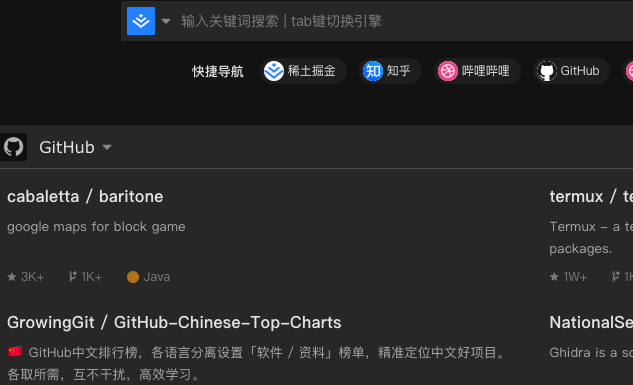 输入关键词搜索 | tab键切换引擎
快捷导航 稀土掘金 知 知乎 哔哩哔哩 GitHub
GitHub
cabaletta / baritone
google maps for block game
3K+ 1K+ Java
GrowingGit / GitHub-Chinese-Top-Charts
🇨🇳 GitHub中文排行榜，各语言分离设置「软件 / 资料」榜单，精准定位中文好项目。
各取所需，互不干扰，高效学习。
termux /
Termux - a
packages.
1W+
Ghidra is a